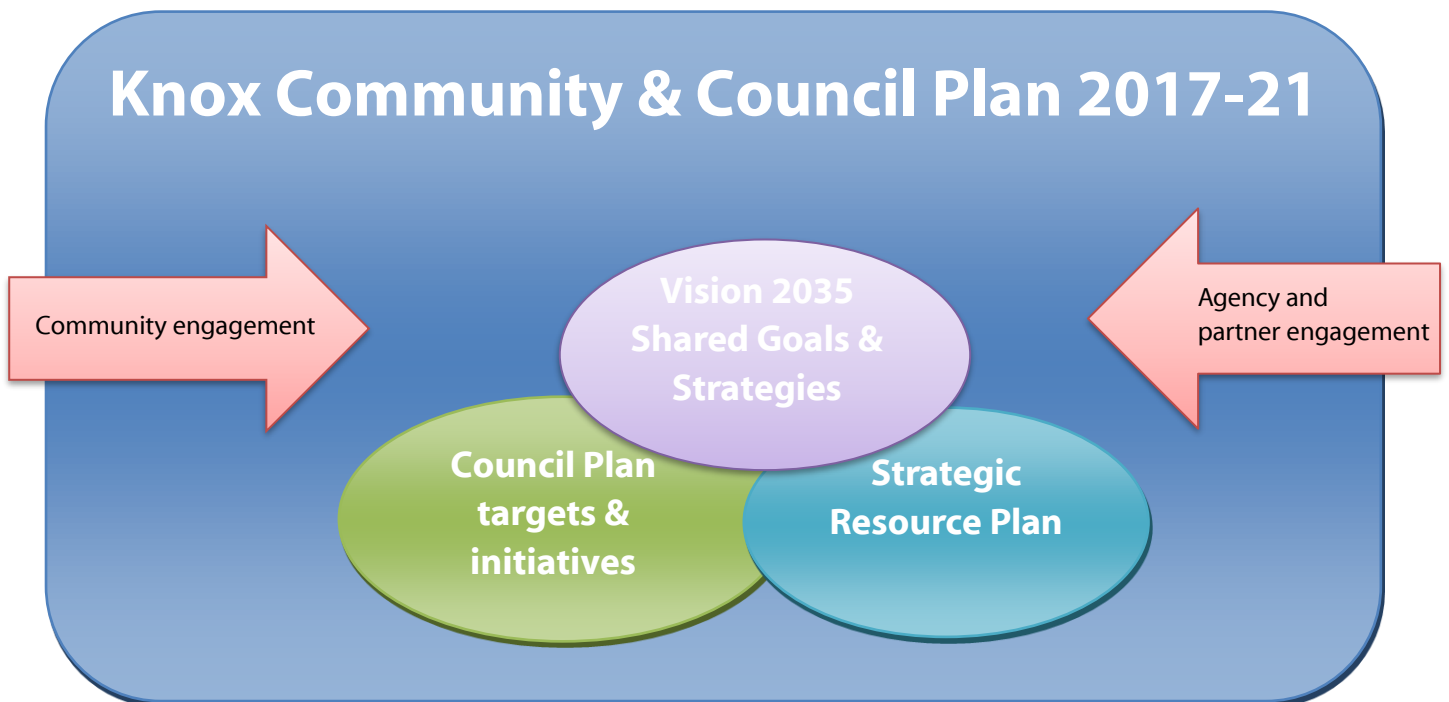 Knox Community & Council Plan 2017-21
Community engagement
Vision 2035
Shared Goals &
Strategies
Agency and
partner engagement
Council Plan
targets &
initiatives
Strategic
Resource Plan